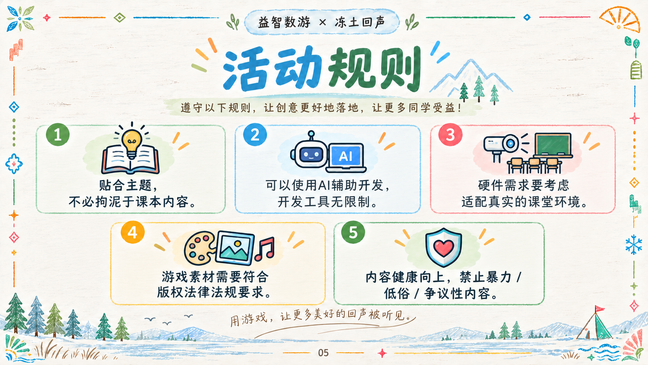 益智数游 × 冻土回声
活动规则
遵守以下规则，让创意更好地落地，让更多同学受益！
1
贴合主题，
不必拘泥于课本内容。
2
AI
可以使用AI辅助开发，
开发工具无限制。
3
硬件需求要考虑
适配真实的课堂环境。
4
游戏素材需要符合
版权法律法规要求。
5
内容健康向上，禁止暴力 /
低俗 / 争议性内容。
用游戏，让更多美好的回声被听见。
05